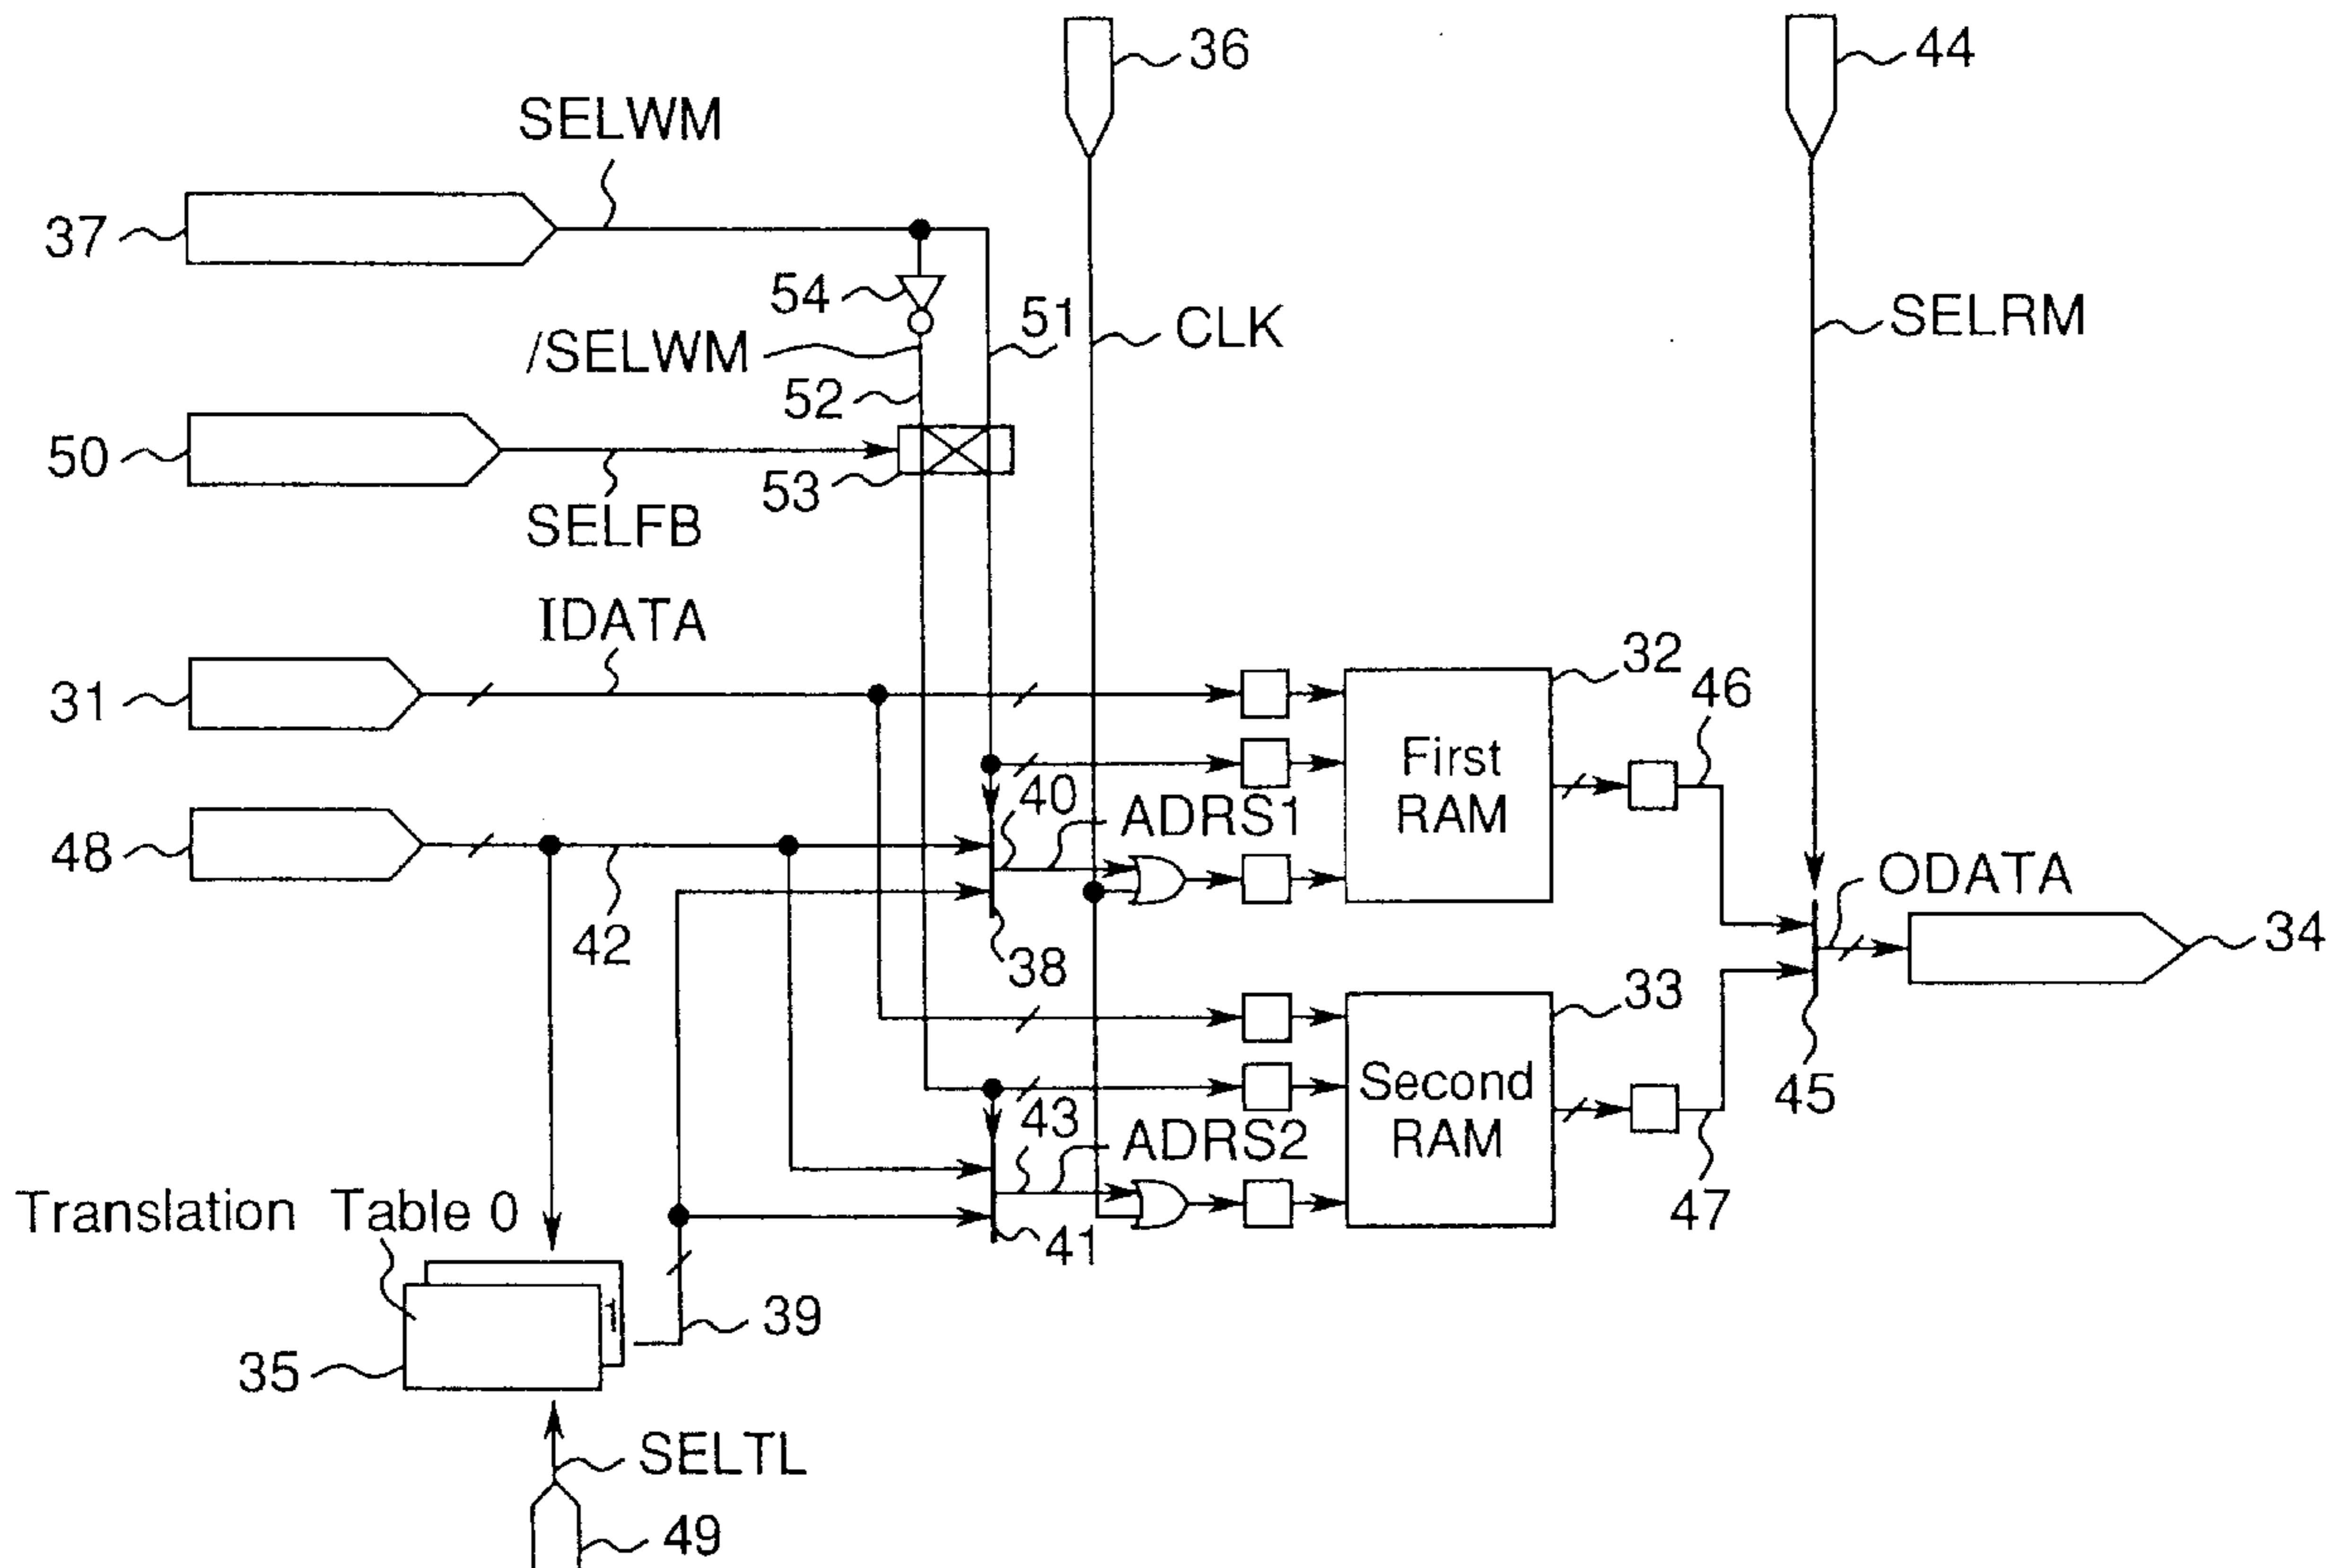 36
44
SELWM
37
54
51
CLK
SELRM
/SELWM
52
50
53
SELFB
IDATA
31
32
46
First
RAM
40
ADRS1
48
42
38
ODATA
34
33
Second
RAM
45
43
ADRS2
47
Translation Table 0
41
1
39
35
SELTL
49